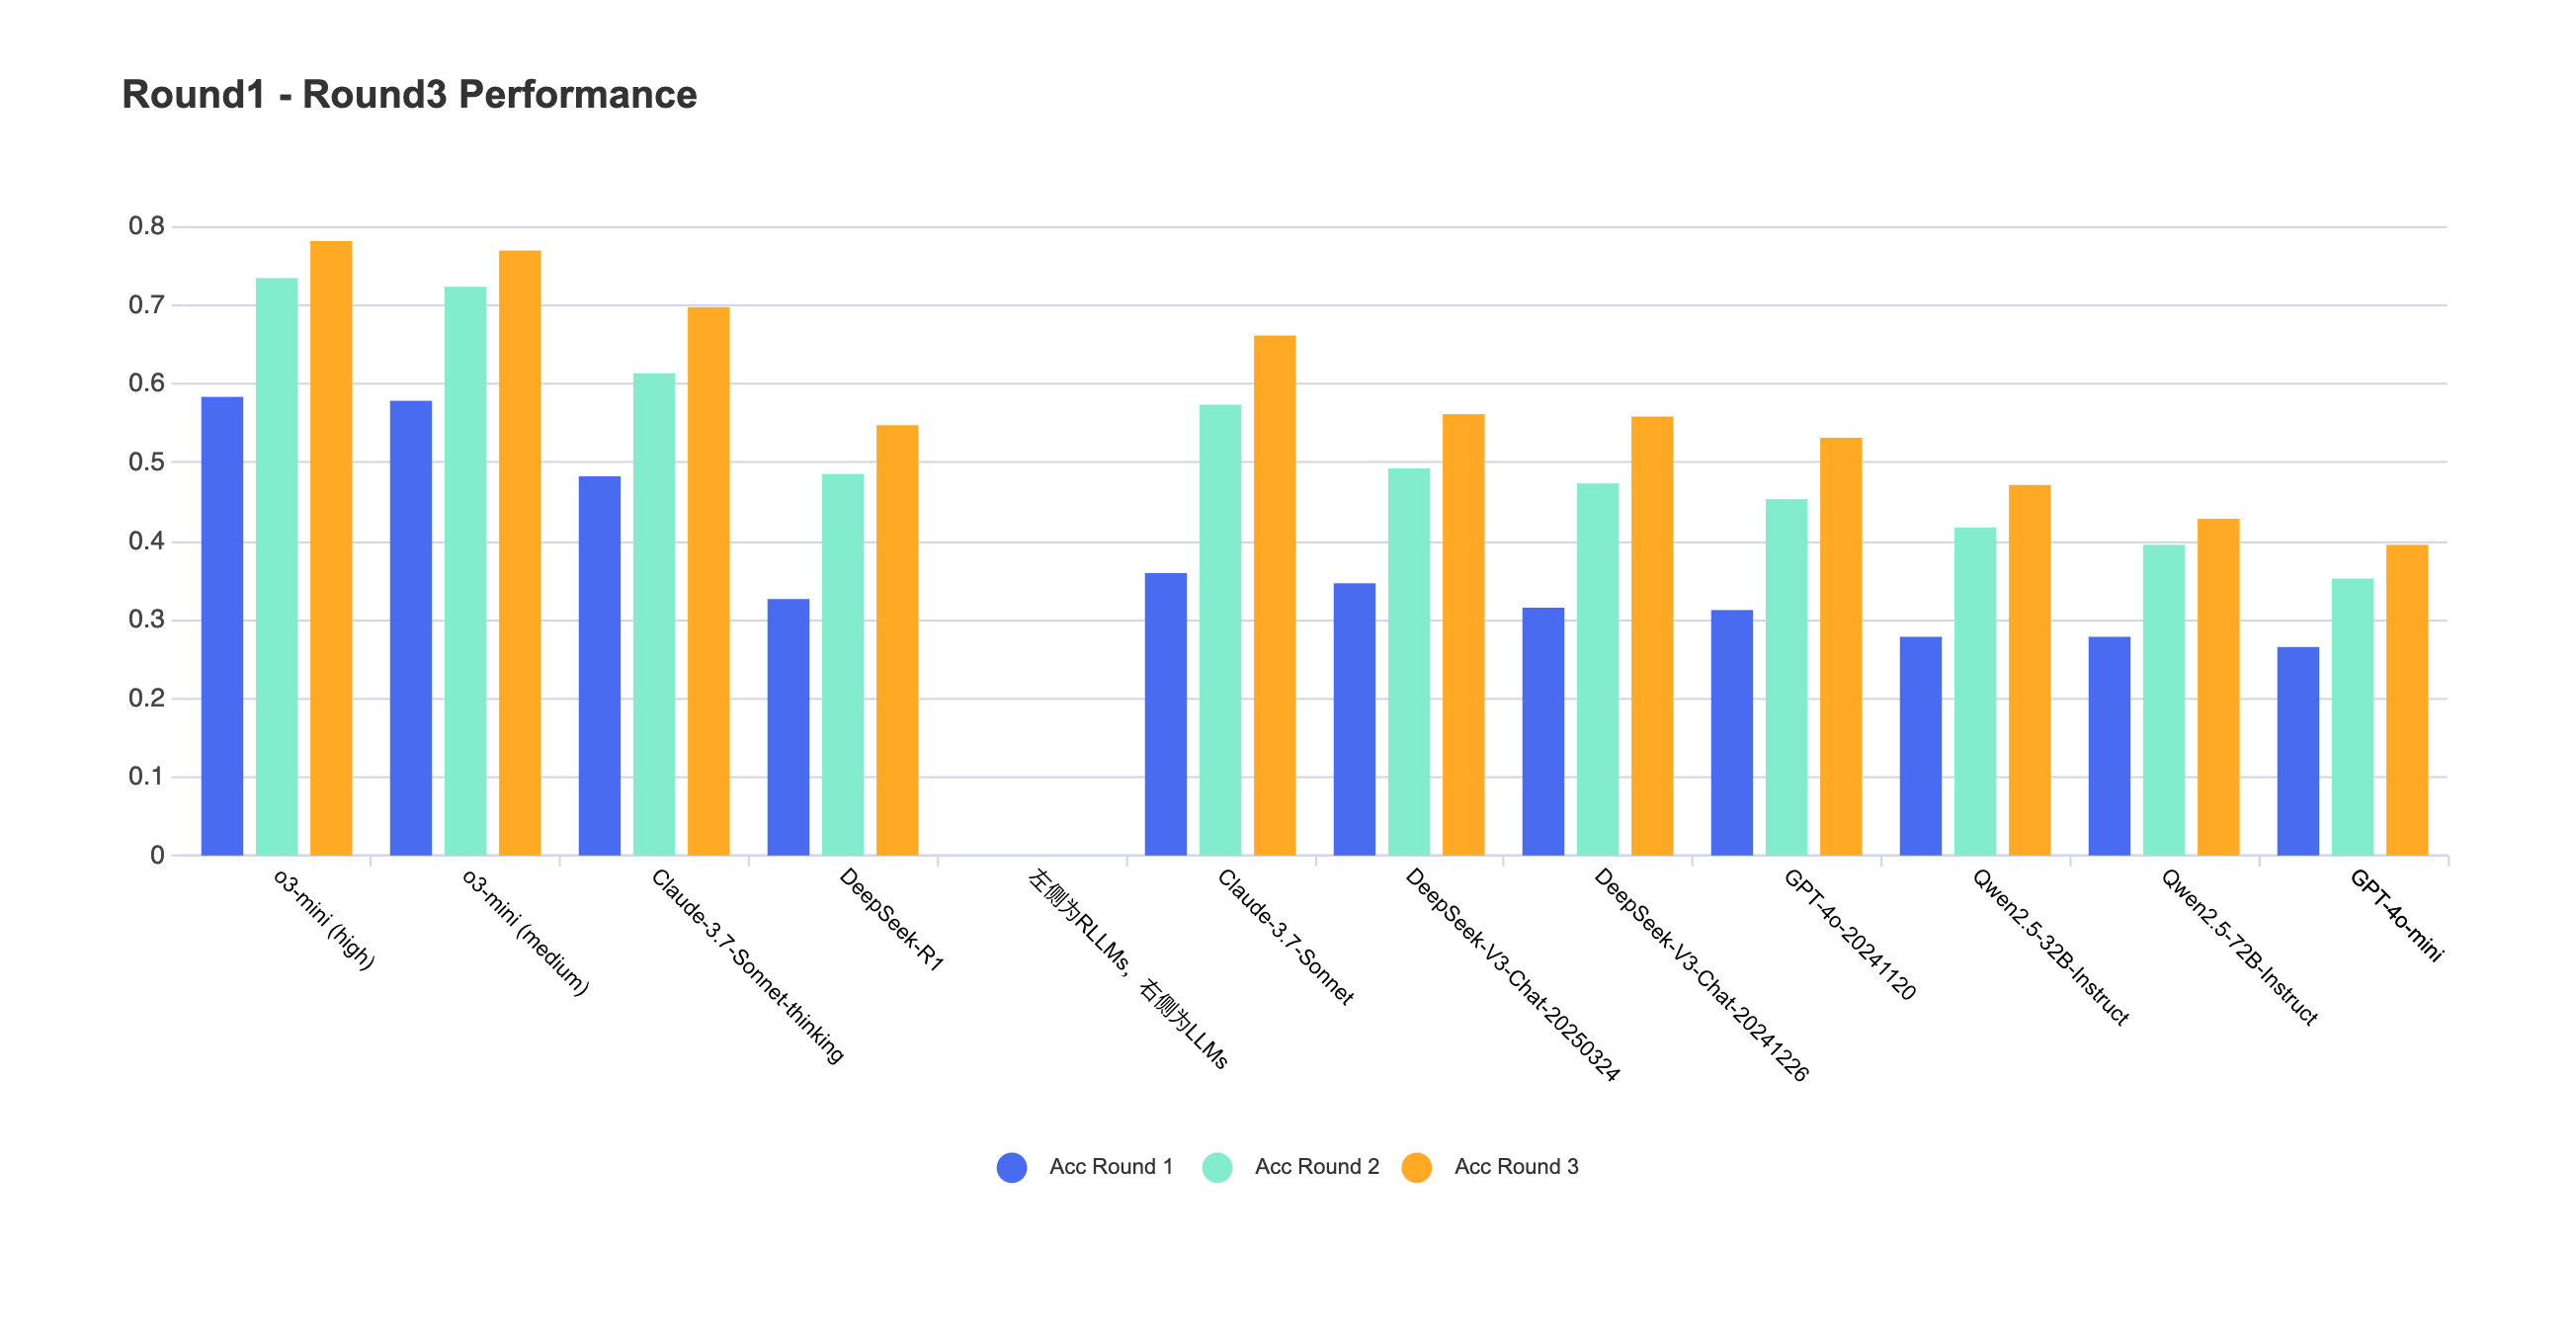 Round1 - Round3 Performance
0.8
0.7
0.6
0.5
0.4
0.3
0.2
0.1
0
o3-mini (high)
o3-mini (medium)
Claude-3.7-Sonnet-thinking
DeepSeek-R1
左侧为RLLMs，右侧为LLMs
Claude-3.7-Sonnet
DeepSeek-V3-Chat-20250324
DeepSeek-V3-Chat-20241226
GPT-4o-20241120
Qwen2.5-32B-Instruct
Qwen2.5-72B-Instruct
GPT-4o-mini
Acc Round 1
Acc Round 2
Acc Round 3